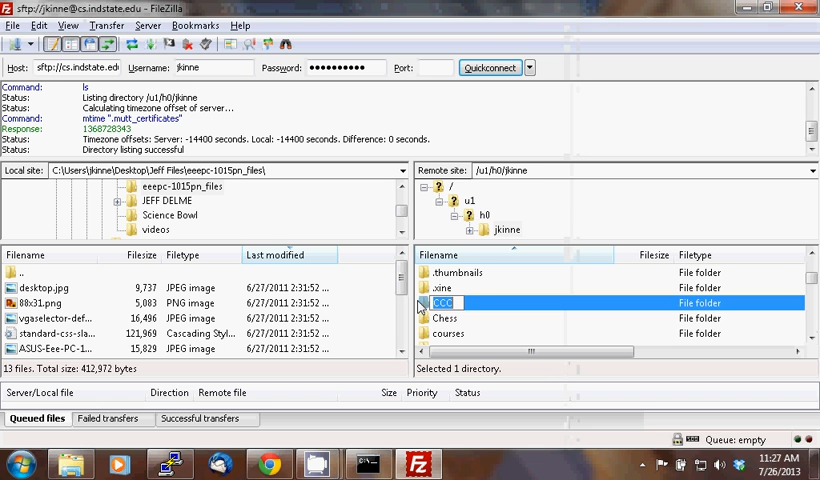 sftp://jkinne@cs.indstate.edu - FileZilla
File Edit View Transfer Server Bookmarks Help
Host: sftp://cs.indstate.ed Username: jkinne Password: •••••••••• Port: Quickconnect
Command: ls
Status: Listing directory /u1/h0/jkinne
Status: Calculating timezone offset of server...
Command: mtime ".mutt_certificates"
Response: 1368728343
Status: Timezone offsets: Server: -14400 seconds. Local: -14400 seconds. Difference: 0 seconds.
Status: Directory listing successful
Local site: C:\Users\jkinne\Desktop\Jeff Files\eeepc-1015pn_files\
eeepc-1015pn_files
JEFF DELME
Science Bowl
videos
Remote site: /u1/h0/jkinne
/
u1
h0
jkinne
Filename Filesize Filetype Last modified
..
desktop.jpg 9,737 JPEG image 6/27/2011 2:31:52 ...
88x31.png 5,083 PNG image 6/27/2011 2:31:52 ...
vgaselector-def... 16,496 JPEG image 6/27/2011 2:31:52 ...
standard-css-sla... 121,969 Cascading Styl... 6/27/2011 2:31:52 ...
ASUS-Eee-PC-1... 15,829 JPEG image 6/27/2011 2:31:52 ...
13 files. Total size: 412,972 bytes
Filename Filesize Filetype
.thumbnails File folder
.xine File folder
CCC File folder
Chess File folder
courses File folder
Selected 1 directory.
Server/Local file Direction Remote file Size Priority Status
Queued files Failed transfers Successful transfers
Queue: empty
11:27 AM
7/26/2013